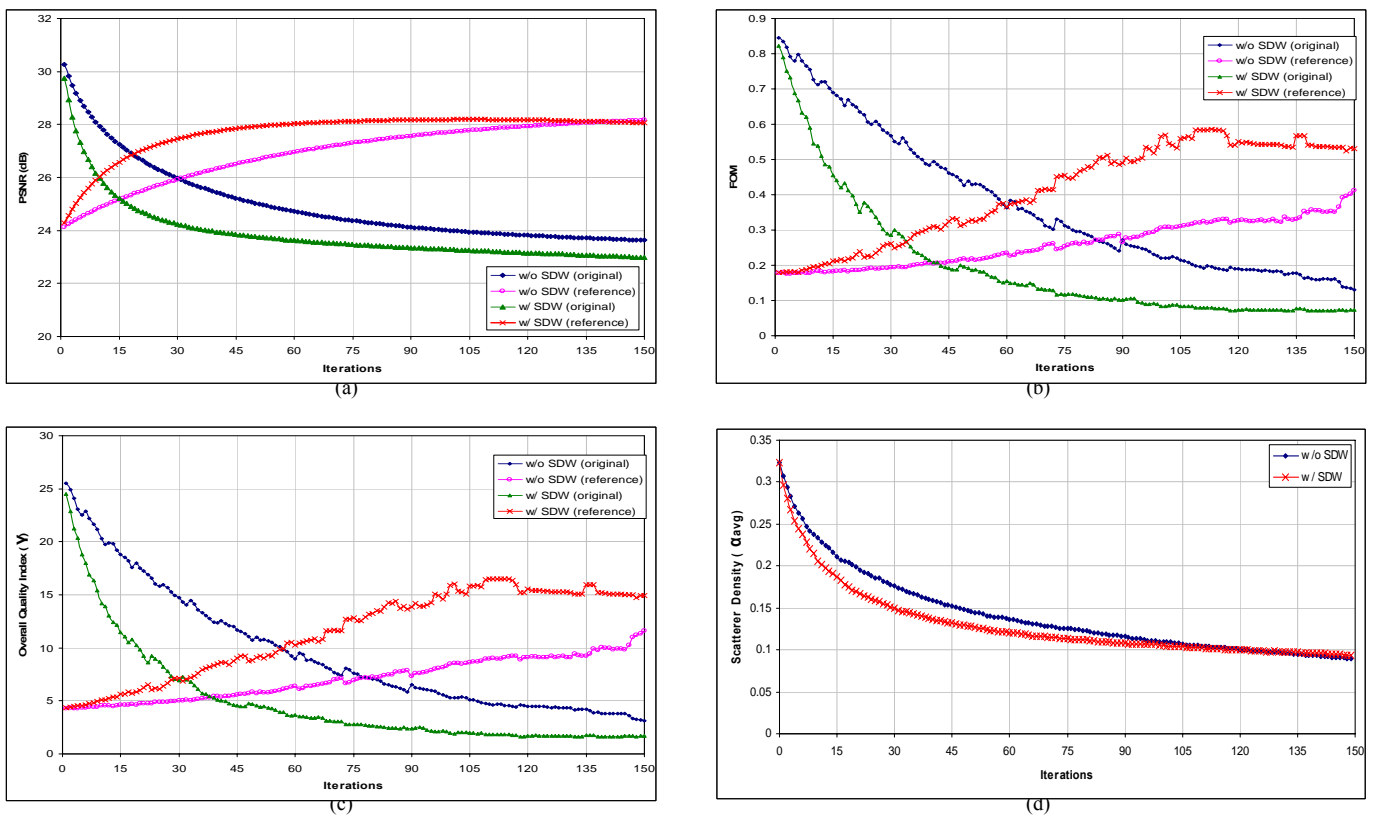 32
30
28
26
24
22
20
PSNR (dB)
w/o SDW (original)
w/o SDW (reference)
w/ SDW (original)
w/ SDW (reference)
0 15 30 45 60 75 90 105 120 135 150
Iterations
(a)
0.9
0.8
0.7
0.6
0.5
0.4
0.3
0.2
0.1
0
FOM
w/o SDW (original)
w/o SDW (reference)
w/ SDW (original)
w/ SDW (reference)
0 15 30 45 60 75 90 105 120 135 150
Iterations
(b)
30
25
20
15
10
5
0
Overall Quality Index (γ)
w/o SDW (original)
w/o SDW (reference)
w/ SDW (original)
w/ SDW (reference)
0 15 30 45 60 75 90 105 120 135 150
Iterations
(c)
0.35
0.3
0.25
0.2
0.15
0.1
0.05
0
Scatterer Density ( αavg)
w /o SDW
w / SDW
0 15 30 45 60 75 90 105 120 135 150
Iterations
(d)